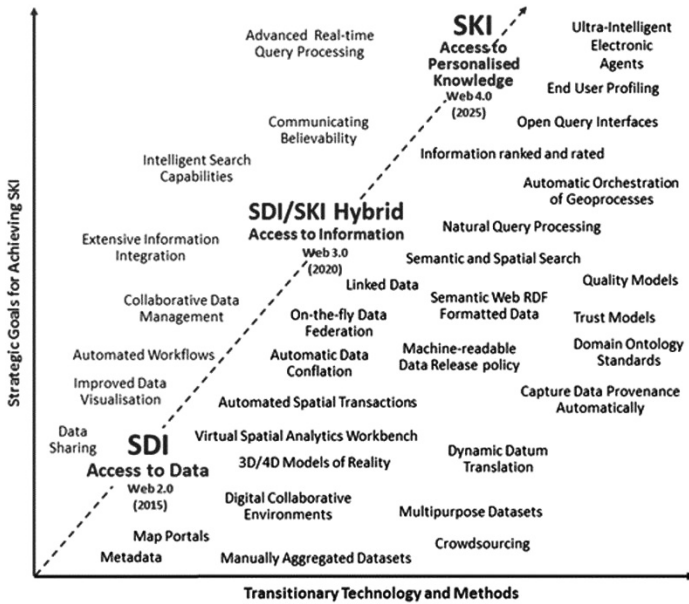 Advanced Real-time
Query Processing
SKI
Access to
Personalised
Knowledge
Web 4.0
(2025)
Ultra-Intelligent
Electronic
Agents
End User Profiling
Open Query Interfaces
Communicating
Believability
Information ranked and rated
Intelligent Search
Capabilities
Automatic Orchestration
of Geoprocesses
SDI/SKI Hybrid
Access to Information
Web 3.0
(2020)
Natural Query Processing
Extensive Information
Integration
Semantic and Spatial Search
Linked Data
Quality Models
Collaborative Data
Management
Semantic Web RDF
Formatted Data
On-the-fly Data
Federation
Trust Models
Automated Workflows
Automatic Data
Conflation
Machine-readable
Data Release policy
Domain Ontology
Standards
Improved Data
Visualisation
Capture Data Provenance
Automatically
Automated Spatial Transactions
Data
Sharing
SDI
Access to Data
Web 2.0
(2015)
Virtual Spatial Analytics Workbench
3D/4D Models of Reality
Dynamic Datum
Translation
Digital Collaborative
Environments
Multipurpose Datasets
Map Portals
Metadata
Manually Aggregated Datasets
Crowdsourcing
Strategic Goals for Achieving SKI
Transitionary Technology and Methods